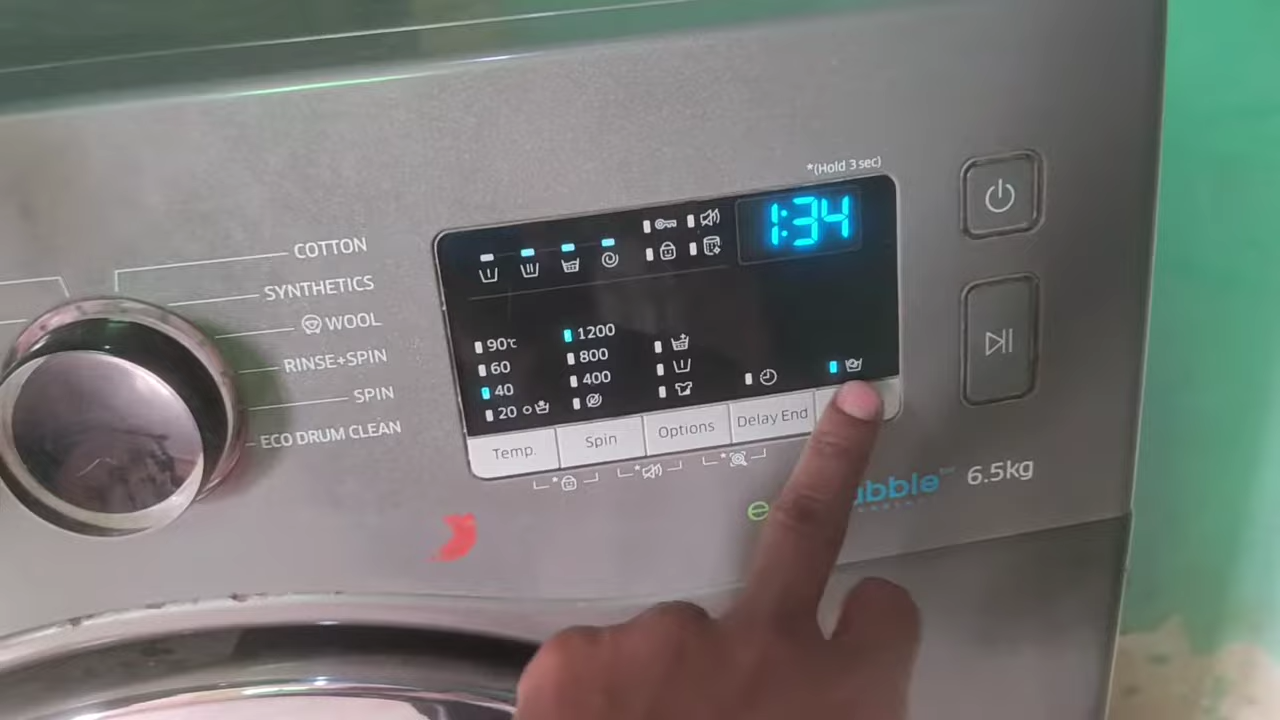 *(Hold 3 sec)
1:34
COTTON
SYNTHETICS
WOOL
RINSE+SPIN
SPIN
ECO DRUM CLEAN
90℃
60
40
20
1200
800
400
Temp.
Spin
Options
Delay End
*
*
*
e
ubble
6.5kg